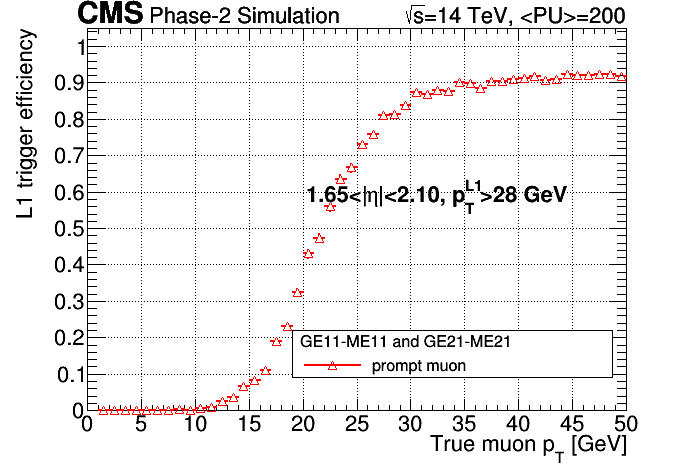 CMS Phase-2 Simulation √s=14 TeV, <PU>=200
L1 trigger efficiency
1
0.9
0.8
0.7
0.6
0.5
0.4
0.3
0.2
0.1
0
1.65<|η|<2.10, p_T^L1>28 GeV
GE11-ME11 and GE21-ME21
prompt muon
0 5 10 15 20 25 30 35 40 45 50
True muon p_T [GeV]